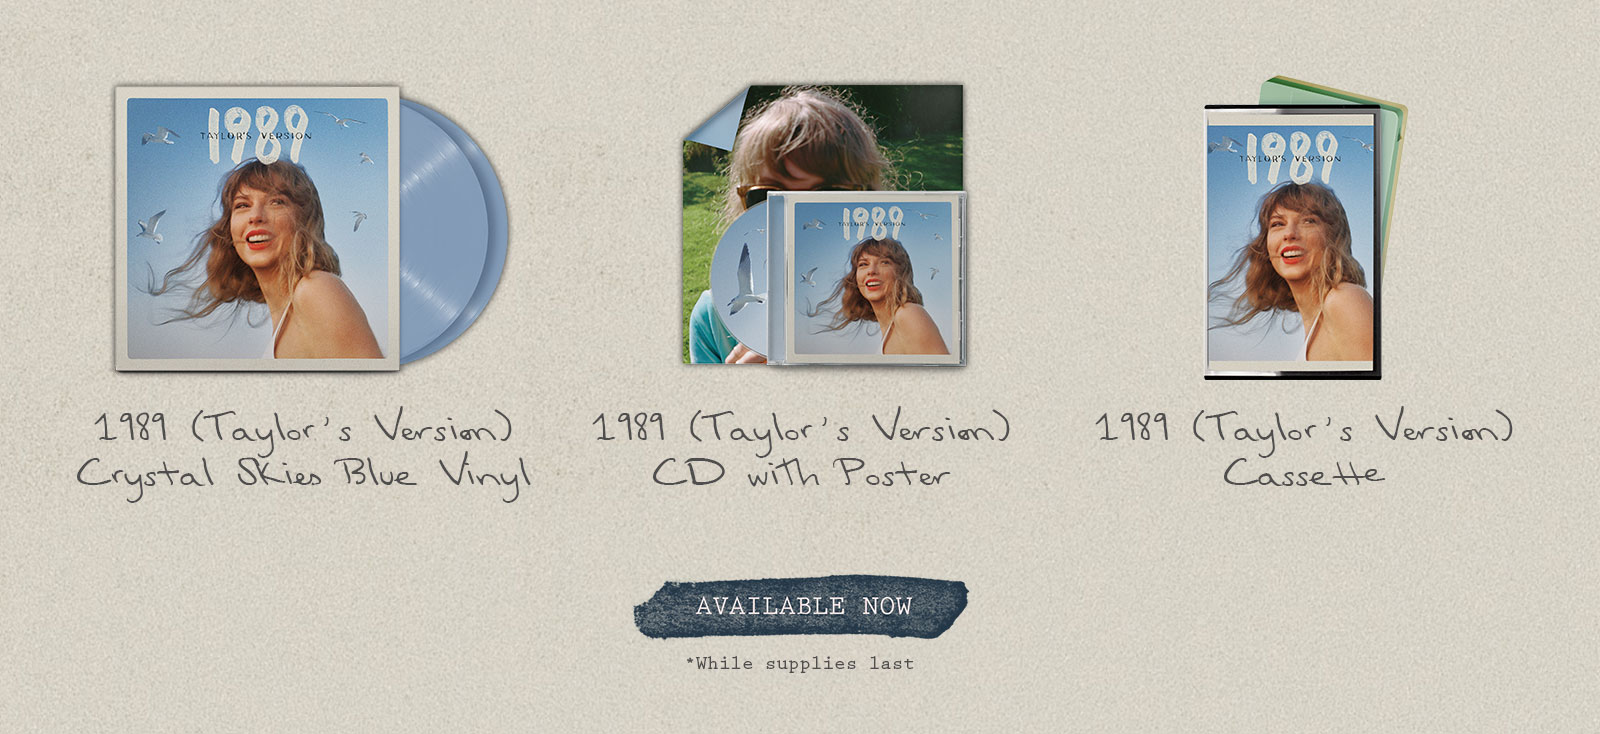 1989
TAYLOR'S VERSION
1989
TAYLOR'S VERSION
1989
TAYLOR'S VERSION
1989 (Taylor's Version)
Crystal Skies Blue Vinyl
1989 (Taylor's Version)
CD with Poster
1989 (Taylor's Version)
Cassette
AVAILABLE NOW
*While supplies last